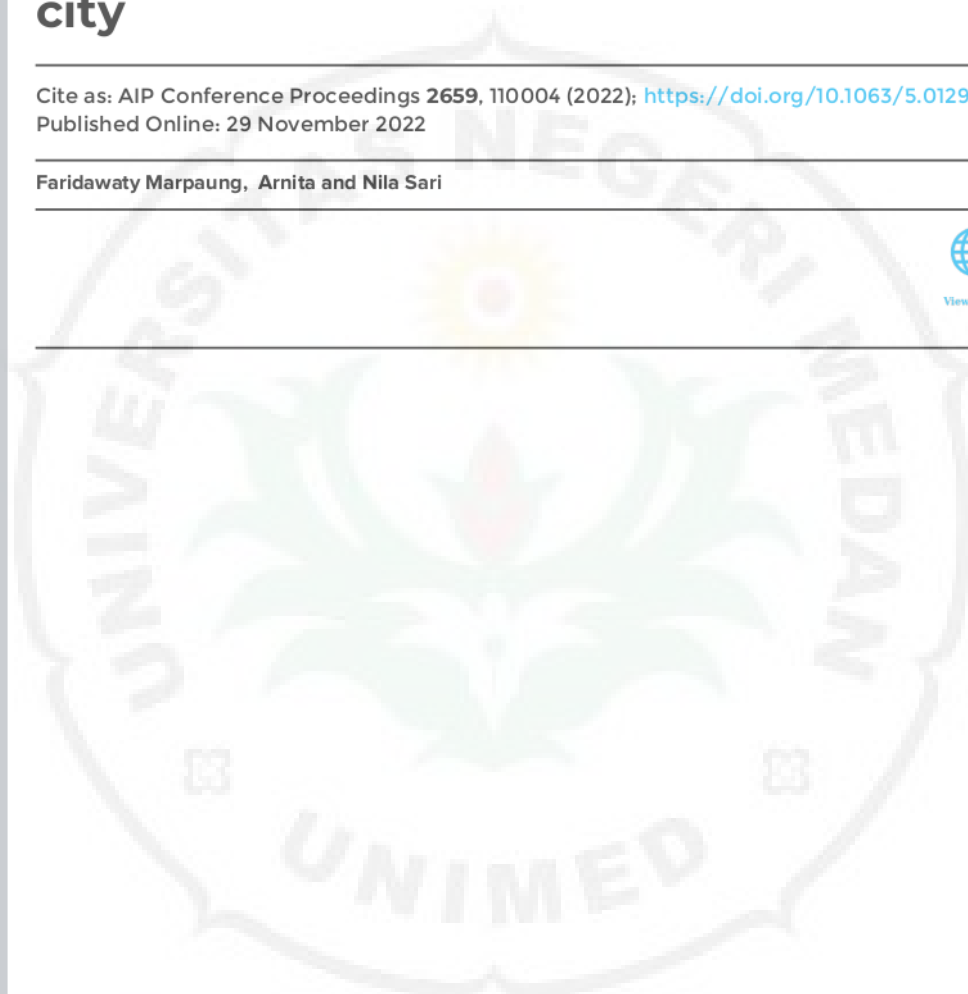 city
Cite as: AIP Conference Proceedings 2659, 110004 (2022); https://doi.org/10.1063/5.0129
Published Online: 29 November 2022
Faridawaty Marpaung, Arnita and Nila Sari
View
UNIVERSITAS NEGERI MEDAN
UNIMED